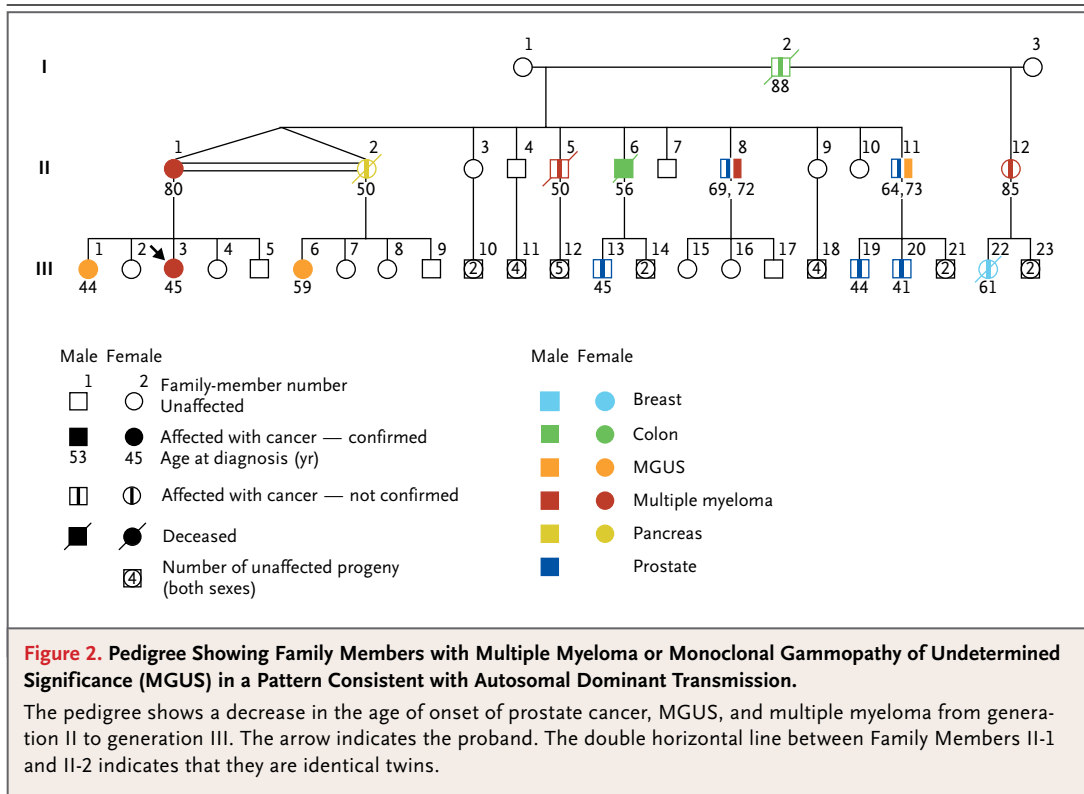 1 2 3
I
88
1 2 3 4 5 6 7 8 9 10 11 12
II
80 50 50 56 69, 72 64,73 85
1 2 3 4 5 6 7 8 9 10 11 12 13 14 15 16 17 18 19 20 21 22 23
III 2 4 5 2 4 2 2
44 45 59 45 44 41 61
Male Female
1 2 Family-member number
Unaffected
Affected with cancer — confirmed
53 45 Age at diagnosis (yr)
Affected with cancer — not confirmed
Deceased
Number of unaffected progeny
4
(both sexes)
Male Female
Breast
Colon
MGUS
Multiple myeloma
Pancreas
Prostate
Figure 2. Pedigree Showing Family Members with Multiple Myeloma or Monoclonal Gammopathy of Undetermined
Significance (MGUS) in a Pattern Consistent with Autosomal Dominant Transmission.
The pedigree shows a decrease in the age of onset of prostate cancer, MGUS, and multiple myeloma from genera-
tion II to generation III. The arrow indicates the proband. The double horizontal line between Family Members II-1
and II-2 indicates that they are identical twins.